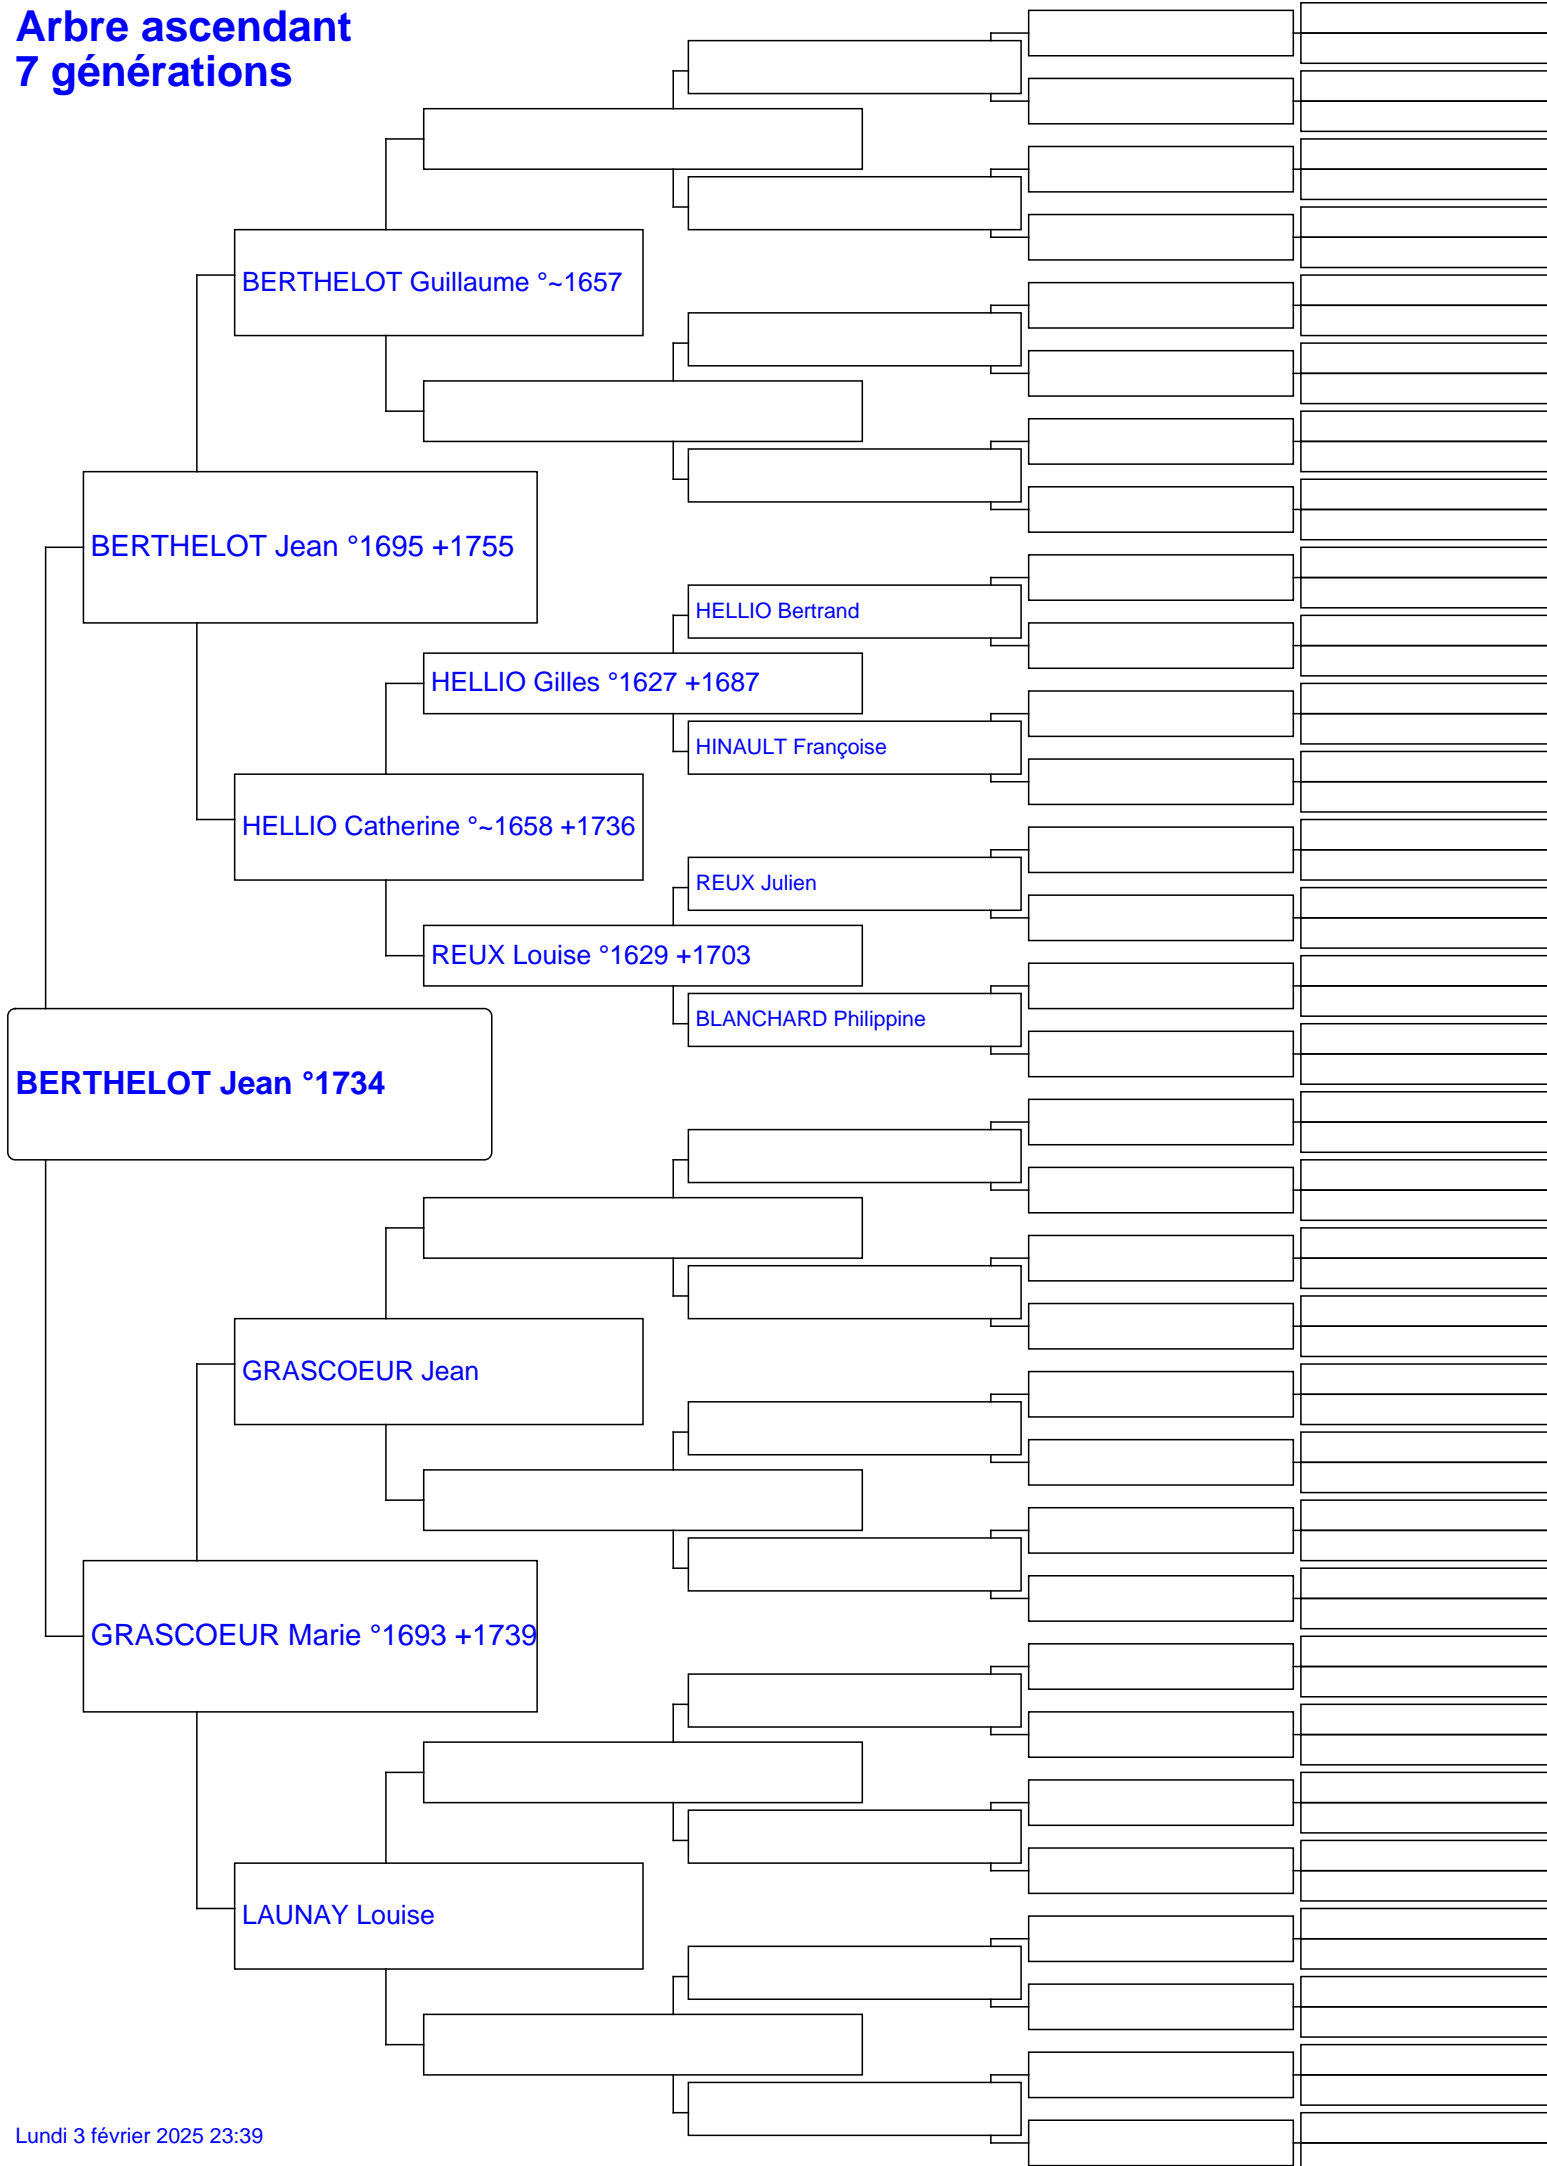 Arbre ascendant
7 générations
BERTHELOT Guillaume °~1657
BERTHELOT Jean °1695 +1755
HELLIO Bertrand
HELLIO Gilles °1627 +1687
HINAULT Françoise
HELLIO Catherine °~1658 +1736
REUX Julien
REUX Louise °1629 +1703
BLANCHARD Philippine
BERTHELOT Jean °1734
GRASCOEUR Jean
GRASCOEUR Marie °1693 +1739
LAUNAY Louise
Lundi 3 février 2025 23:39